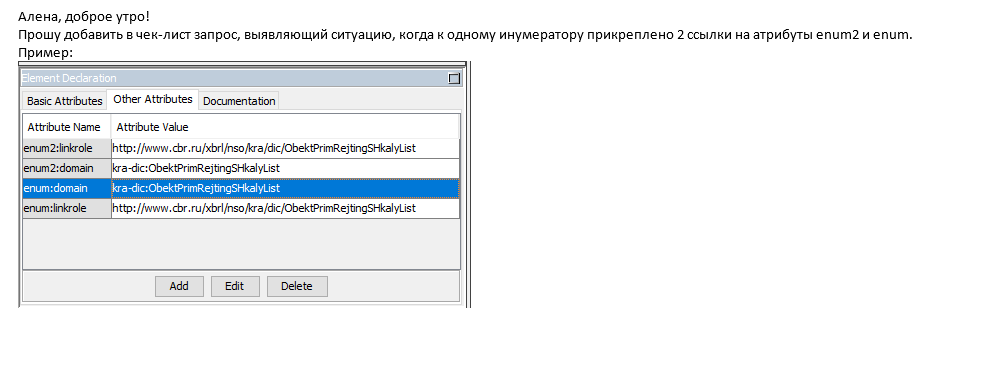 Алена, доброе утро!
Прошу добавить в чек-лист запрос, выявляющий ситуацию, когда к одному инумератору прикреплено 2 ссылки на атрибуты enum2 и enum.
Пример:
Element Declaration
Basic Attributes Other Attributes Documentation
Attribute Name Attribute Value
enum2:linkrole http://www.cbr.ru/xbrl/nso/kra/dic/ObektPrimRejtingSHkalyList
enum2:domain kra-dic:ObektPrimRejtingSHkalyList
enum:domain kra-dic:ObektPrimRejtingSHkalyList
enum:linkrole http://www.cbr.ru/xbrl/nso/kra/dic/ObektPrimRejtingSHkalyList
Add Edit Delete